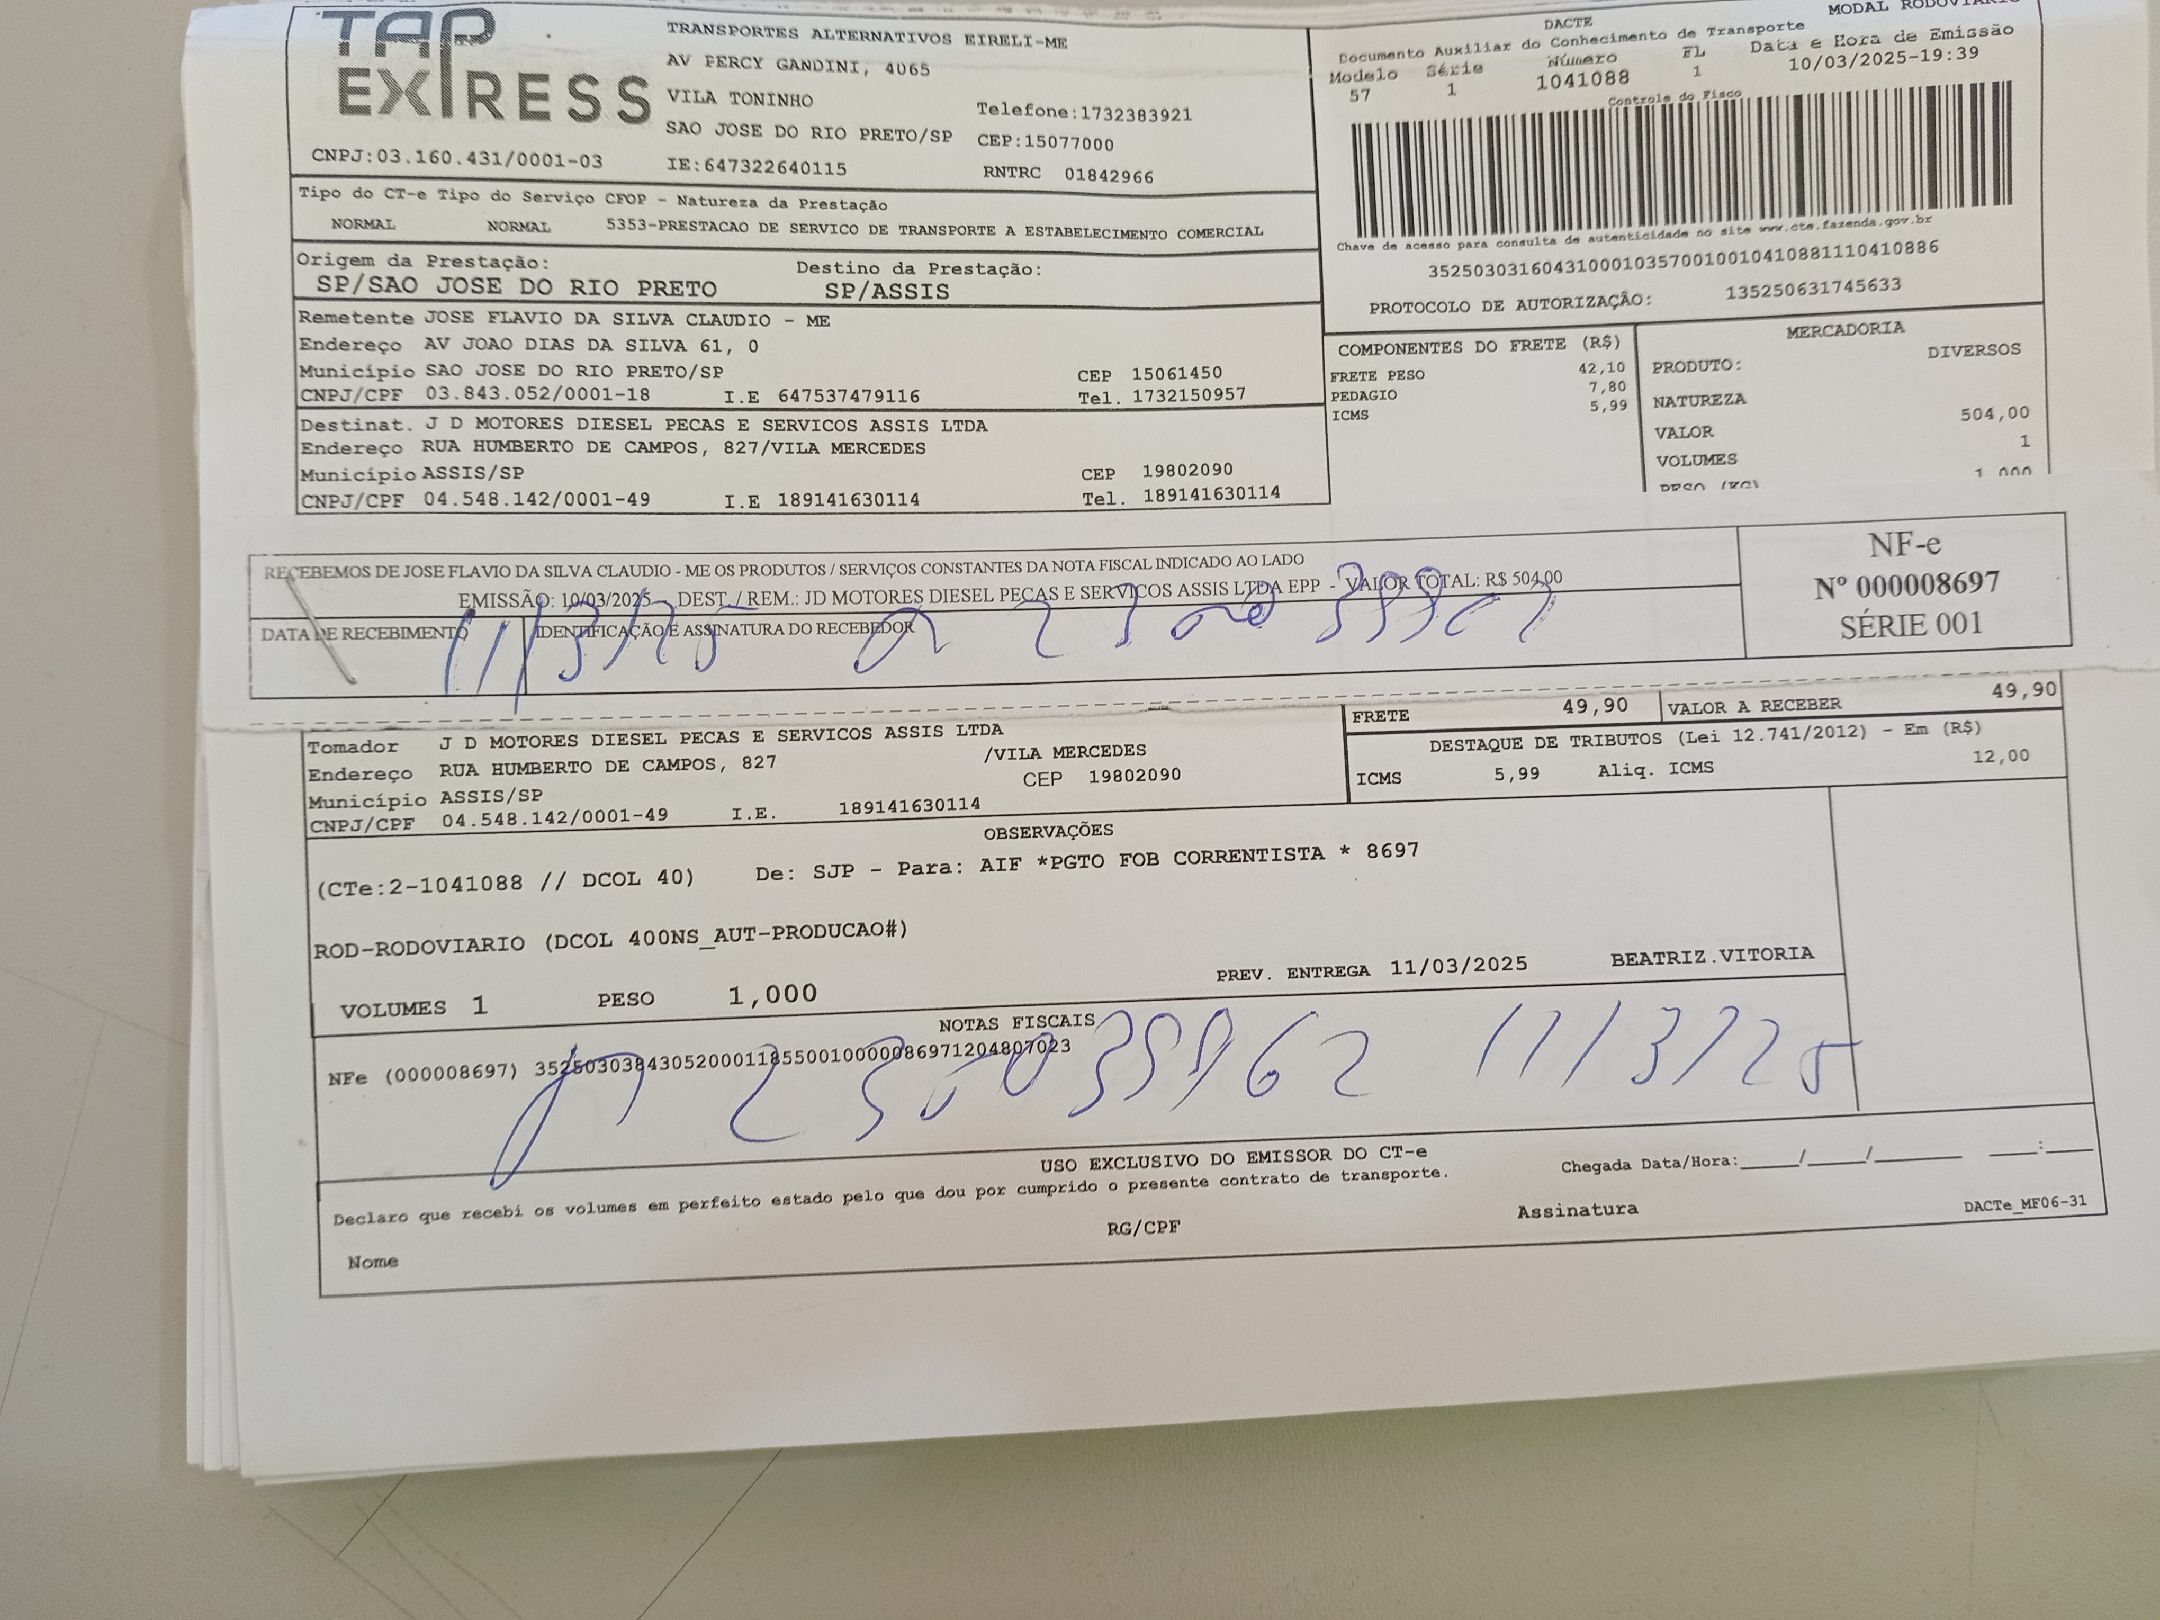 TAP EXPRESS
TRANSPORTES ALTERNATIVOS EIRELI-ME
AV PERCY GANDINI, 4065
VILA TONINHO
Telefone:1732383921
SAO JOSE DO RIO PRETO/SP CEP:15077000
CNPJ:03.160.431/0001-03 IE:647322640115 RNTRC 01842966
MODAL RODOVIARIO
DACTE
Documento Auxiliar do Conhecimento de Transporte
Modelo Série Número FL Data e Hora de Emissão
57 1 1041088 1 10/03/2025-19:39
Controle do Fisco
Chave de acesso para consulta de autenticidade no site www.cte.fazenda.gov.br
35250303160431000103570010010410881110410886
PROTOCOLO DE AUTORIZAÇÃO: 135250631745633
Tipo do CT-e Tipo do Serviço CFOP - Natureza da Prestação
NORMAL NORMAL 5353-PRESTACAO DE SERVICO DE TRANSPORTE A ESTABELECIMENTO COMERCIAL
Origem da Prestação: Destino da Prestação:
SP/SAO JOSE DO RIO PRETO SP/ASSIS
Remetente JOSE FLAVIO DA SILVA CLAUDIO - ME
Endereço AV JOAO DIAS DA SILVA 61, 0
Município SAO JOSE DO RIO PRETO/SP CEP 15061450
CNPJ/CPF 03.843.052/0001-18 I.E 647537479116 Tel. 1732150957
Destinat. J D MOTORES DIESEL PECAS E SERVICOS ASSIS LTDA
Endereço RUA HUMBERTO DE CAMPOS, 827/VILA MERCEDES
Município ASSIS/SP CEP 19802090
CNPJ/CPF 04.548.142/0001-49 I.E 189141630114 Tel. 189141630114
COMPONENTES DO FRETE (R$)
FRETE PESO 42,10
PEDAGIO 7,80
ICMS 5,99
MERCADORIA
PRODUTO: DIVERSOS
NATUREZA
VALOR 504,00
VOLUMES 1
PESO (KG) 1,000
RECEBEMOS DE JOSE FLAVIO DA SILVA CLAUDIO - ME OS PRODUTOS / SERVIÇOS CONSTANTES DA NOTA FISCAL INDICADO AO LADO
EMISSÃO: 10/03/2025 - DEST. / REM.: JD MOTORES DIESEL PECAS E SERVICOS ASSIS LTDA EPP - VALOR TOTAL: R$ 504,00
DATA DE RECEBIMENTO IDENTIFICAÇÃO E ASSINATURA DO RECEBEDOR
11/3/25
NF-e
Nº 000008697
SÉRIE 001
Tomador J D MOTORES DIESEL PECAS E SERVICOS ASSIS LTDA
Endereço RUA HUMBERTO DE CAMPOS, 827 /VILA MERCEDES
Município ASSIS/SP CEP 19802090
CNPJ/CPF 04.548.142/0001-49 I.E. 189141630114
FRETE 49,90 VALOR A RECEBER 49,90
DESTAQUE DE TRIBUTOS (Lei 12.741/2012) - Em (R$)
ICMS 5,99 Aliq. ICMS 12,00
OBSERVAÇÕES
(CTe:2-1041088 // DCOL 40) De: SJP - Para: AIF *PGTO FOB CORRENTISTA * 8697
ROD-RODOVIARIO (DCOL 400NS_AUT-PRODUCAO#)
PREV. ENTREGA 11/03/2025 BEATRIZ.VITORIA
VOLUMES 1 PESO 1,000
NOTAS FISCAIS
NFe (000008697) 35250303843052000118550010000086971204807023
11/3/25
USO EXCLUSIVO DO EMISSOR DO CT-e
Declaro que recebi os volumes em perfeito estado pelo que dou por cumprido o presente contrato de transporte.
Chegada Data/Hora:____/____/______ ___:___
Nome RG/CPF Assinatura DACTe_MF06-31